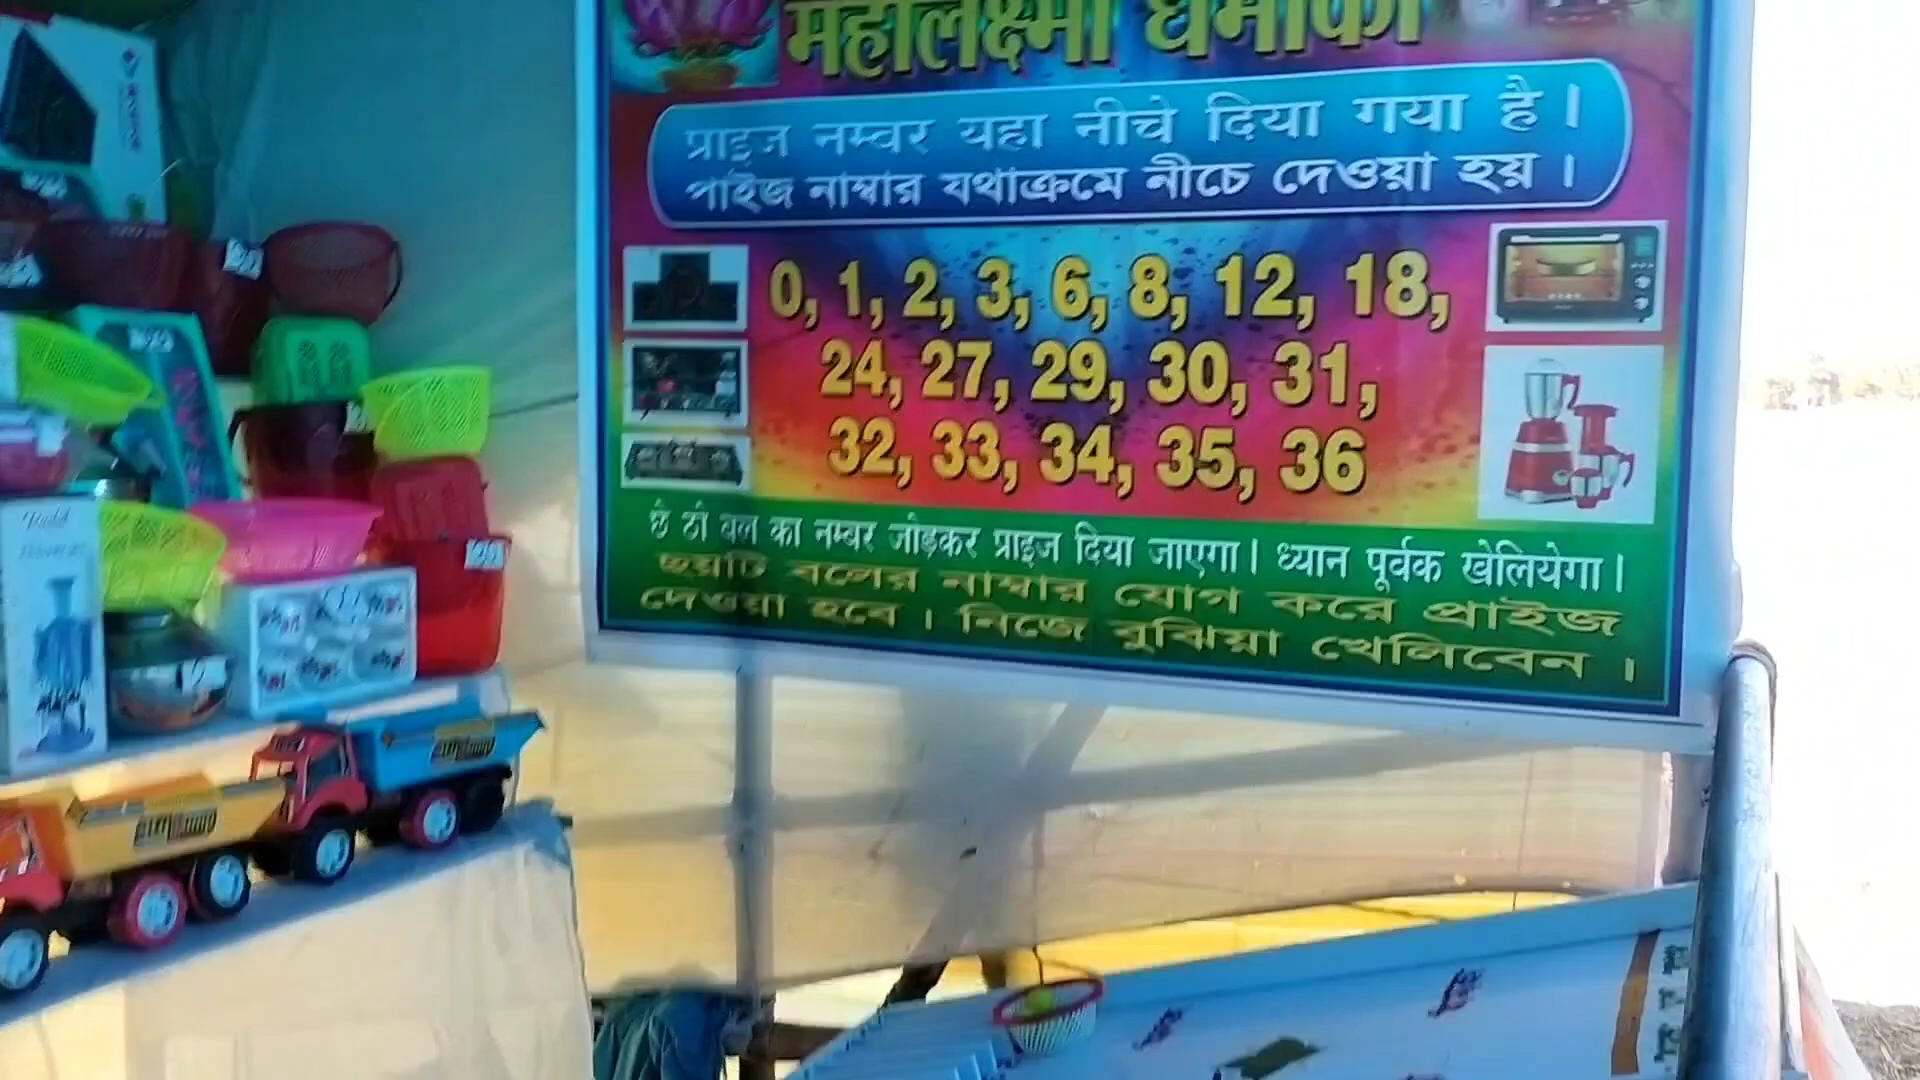 महालक्ष्मी धमाका
प्राइज नम्वर यहा नीचे दिया गया है।
পাইজ নাম্বার যথাক্রমে নীচে দেওয়া হয়।
0, 1, 2, 3, 6, 8, 12, 18,
24, 27, 29, 30, 31,
32, 33, 34, 35, 36
छे ठो बल का नम्बर जोड़कर प्राइज दिया जाएगा। ध्यान पूर्वक खेलियेगा।
ছয়টি বলের নাম্বার যোগ করে প্রাইজ
দেওয়া হবে। নিজে বুঝিয়া খেলিবেন।